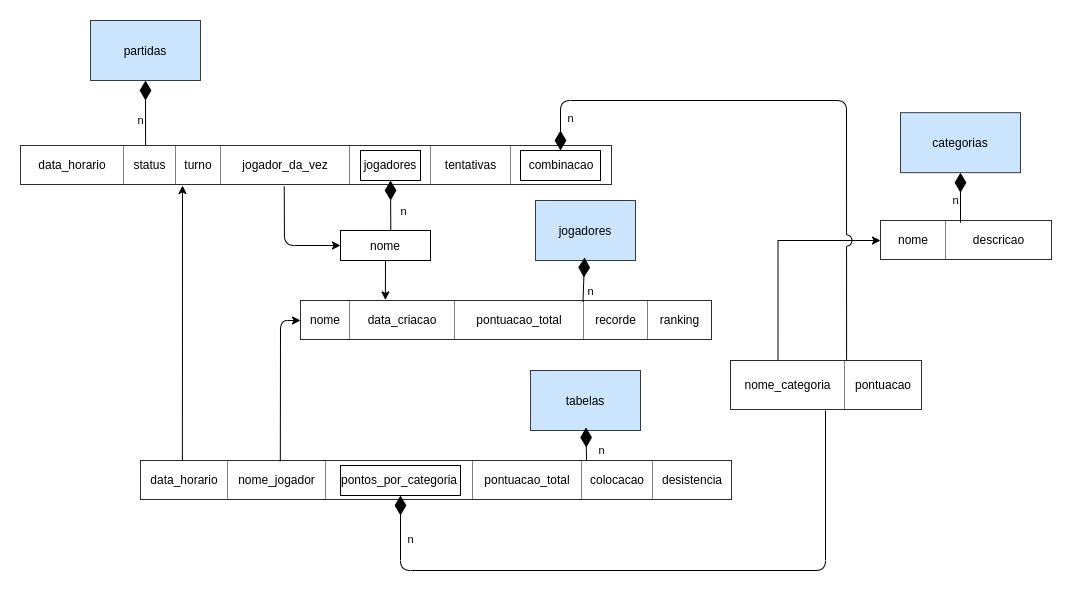 partidas
n
data_horario status turno jogador_da_vez jogadores tentativas combinacao
n
n
nome
categorias
n
nome descricao
jogadores
n
nome data_criacao pontuacao_total recorde ranking
nome_categoria pontuacao
tabelas
n
data_horario nome_jogador pontos_por_categoria pontuacao_total colocacao desistencia
n